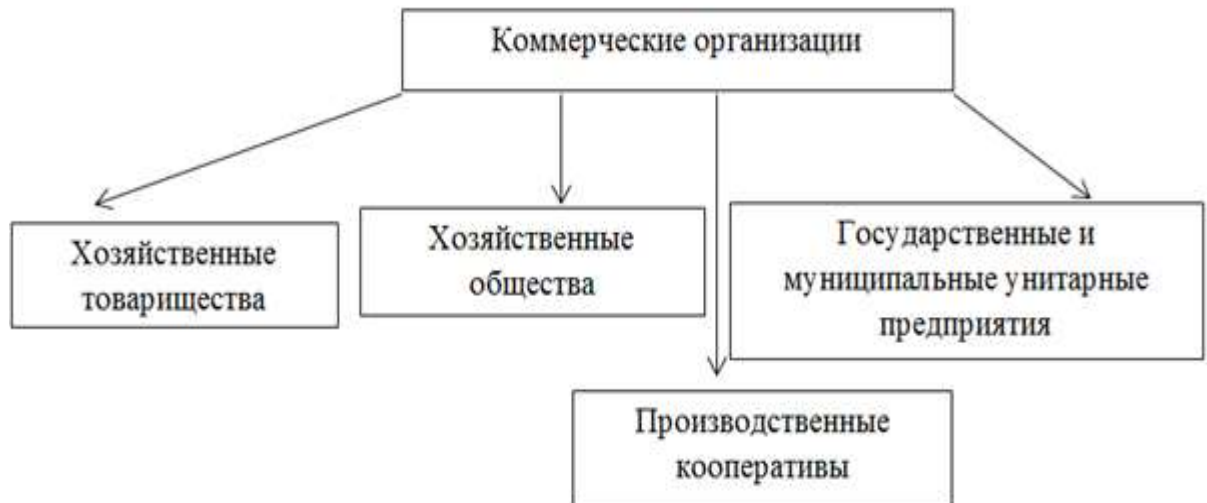 Коммерческие организации
Хозяйственные
товарищества
Хозяйственные
общества
Государственные и
муниципальные унитарные
предприятия
Производственные
кооперативы